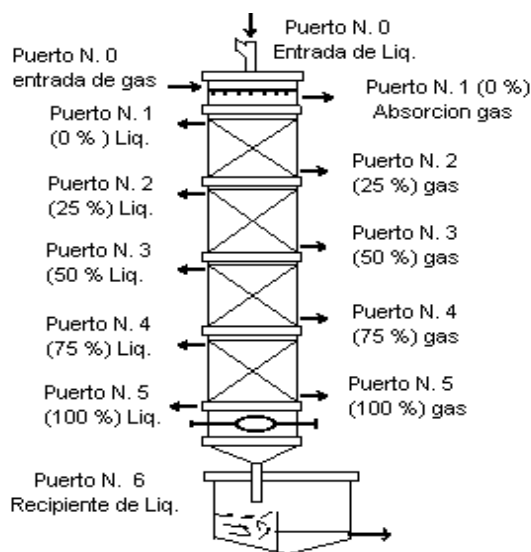 Puerto N. 0
Entrada de Liq.
Puerto N. 0
entrada de gas
Puerto N. 1 (0 %)
Absorcion gas
Puerto N. 1
(0 % ) Liq.
Puerto N. 2
(25 %) gas
Puerto N. 2
(25 %) Liq.
Puerto N. 3
(50 %) gas
Puerto N. 3
(50 % Liq.
Puerto N. 4
(75 %) gas
Puerto N. 4
(75 %) Liq.
Puerto N. 5
(100 %) gas
Puerto N. 5
(100 %) Liq.
Puerto N. 6
Recipiente de Liq.